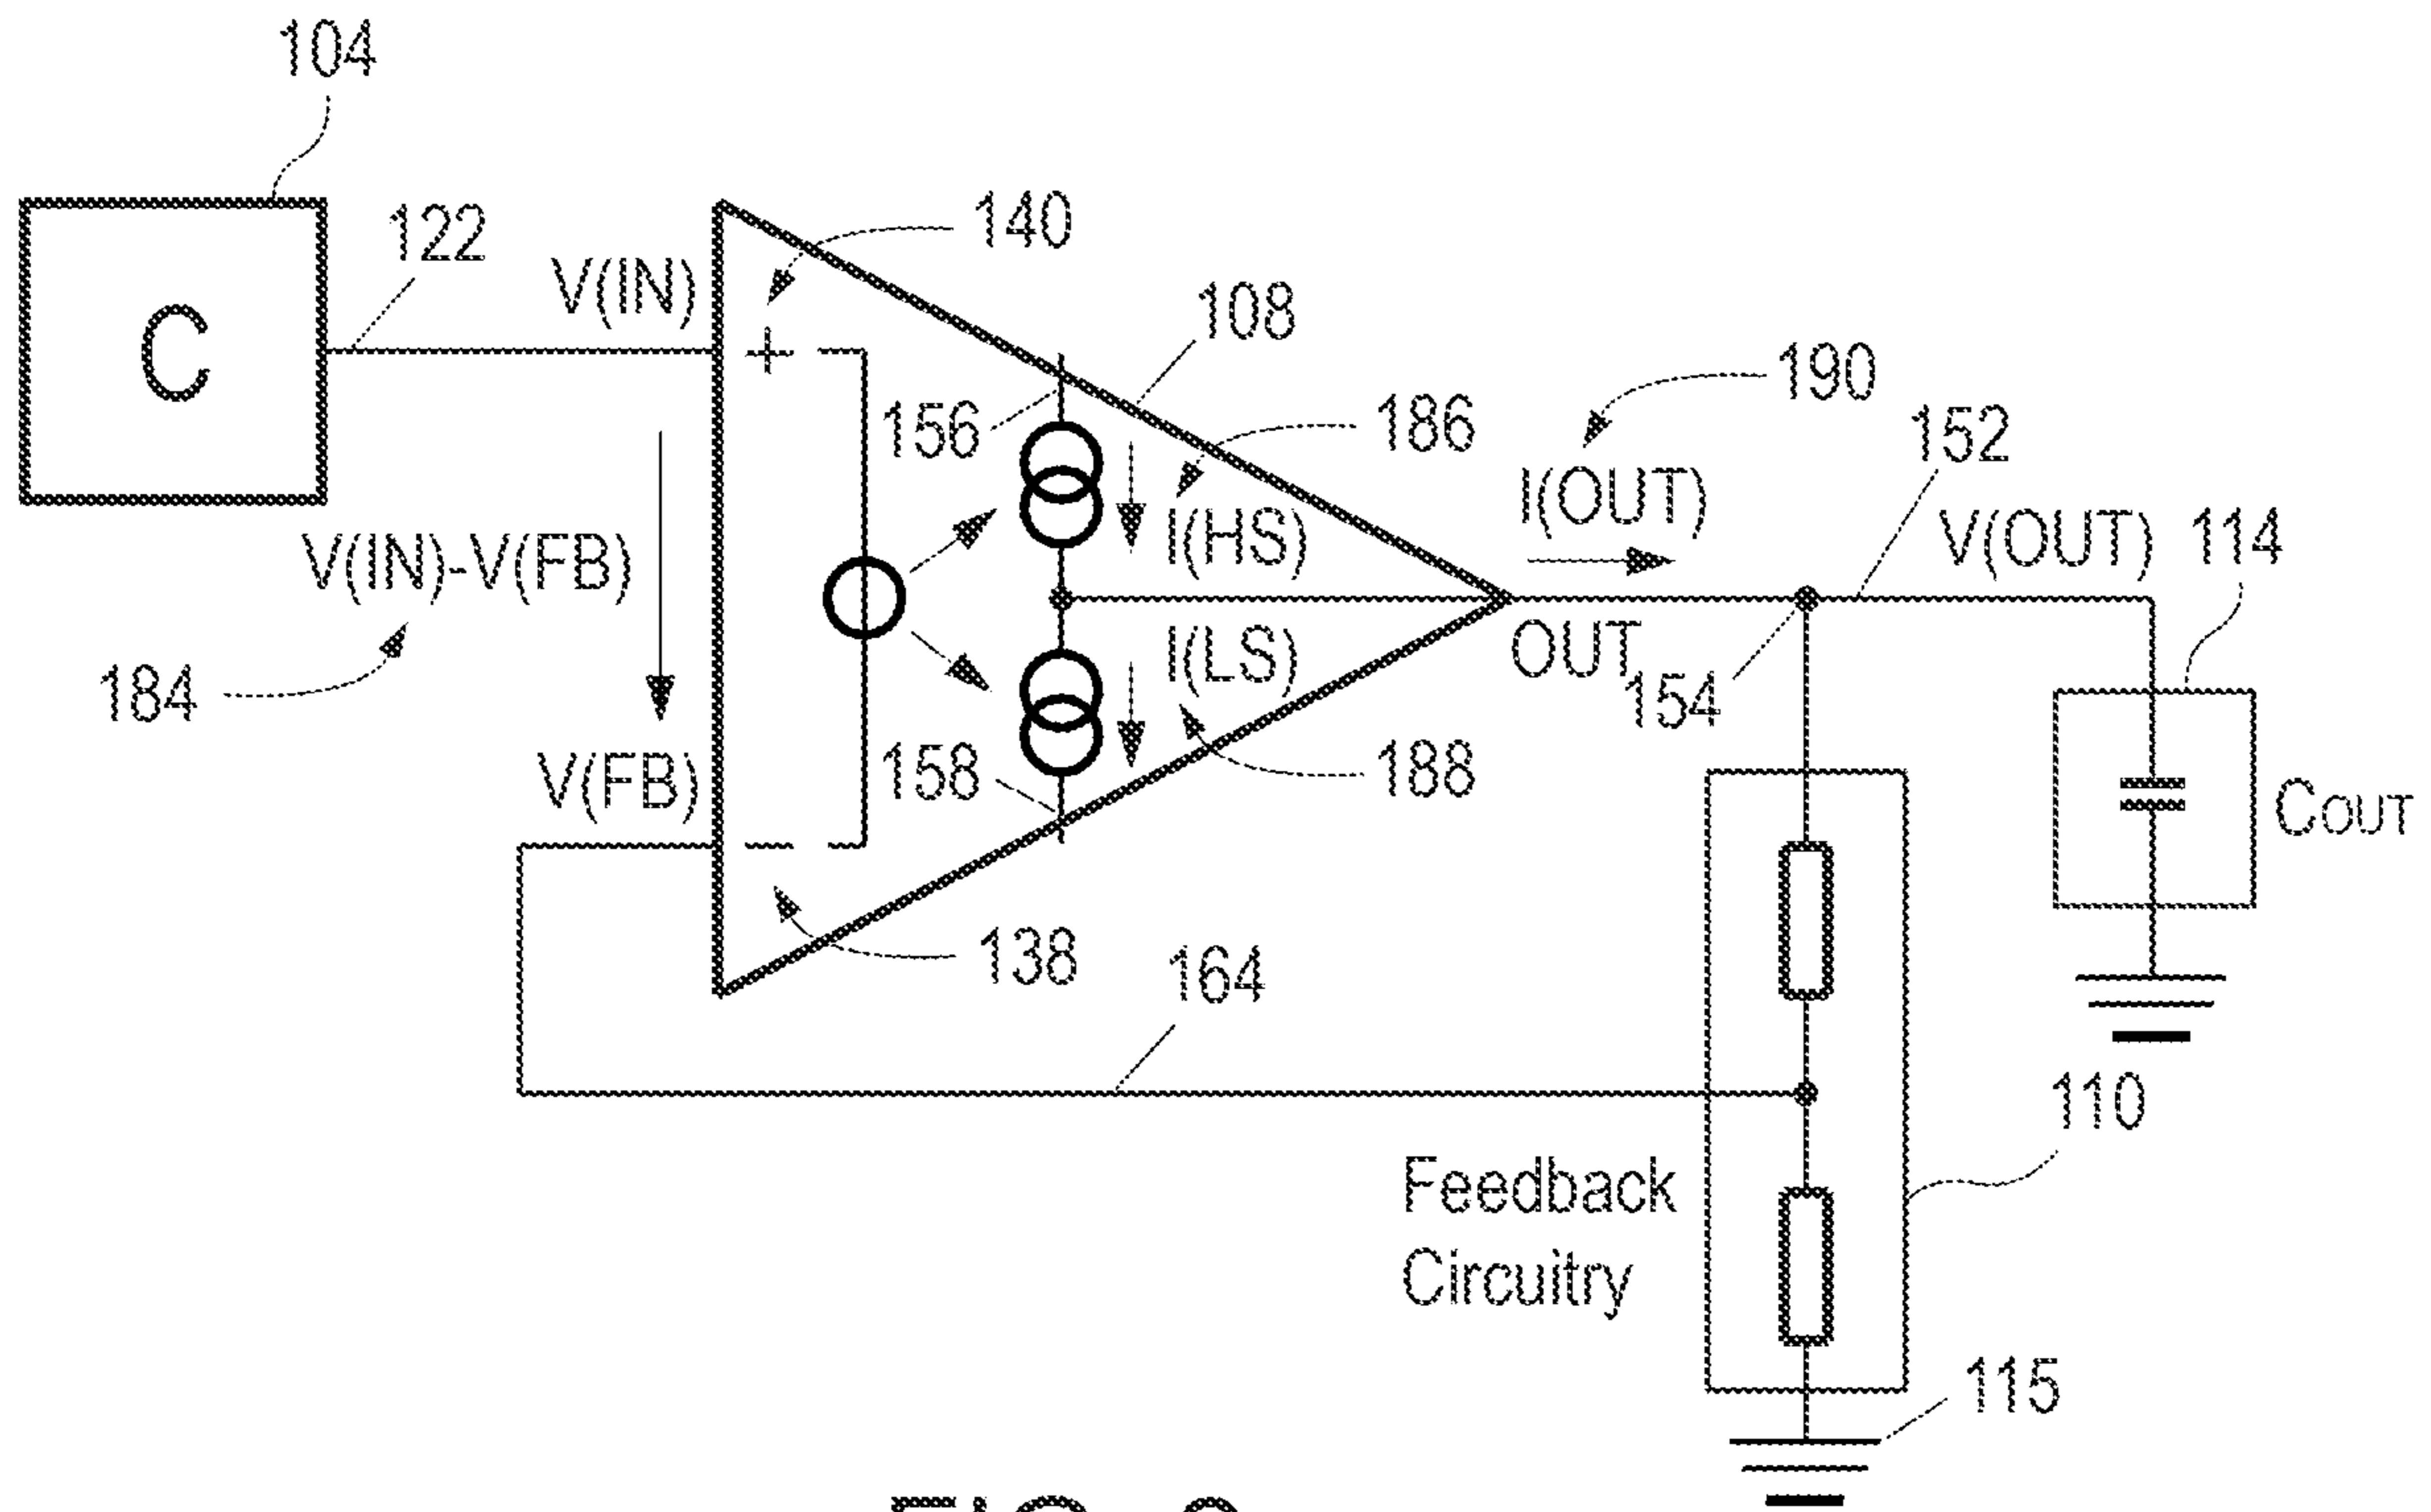 104
140
122
V(IN)
108
C
+
190
156
186
152
I(OUT)
V(OUT)
114
I(HS)
V(IN)-V(FB)
I(LS)
OUT
154
184
V(FB)
158
188
COUT
138
164
110
Feedback
Circuitry
115